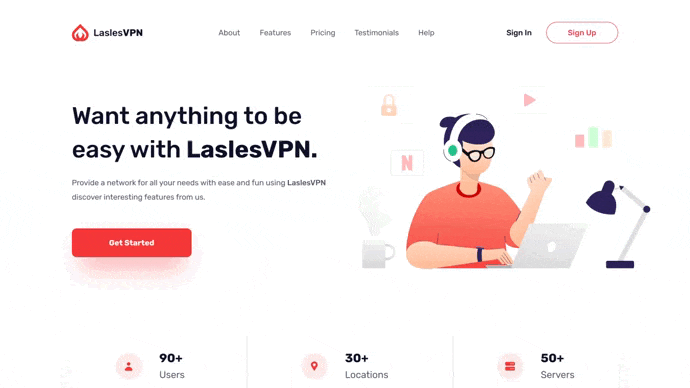 LaslesVPN
About
Features
Pricing
Testimonials
Help
Sign In
Sign Up
Want anything to be
easy with LaslesVPN.
Provide a network for all your needs with ease and fun using LaslesVPN
discover interesting features from us.
N
Get Started
90+
Users
30+
Locations
50+
Servers